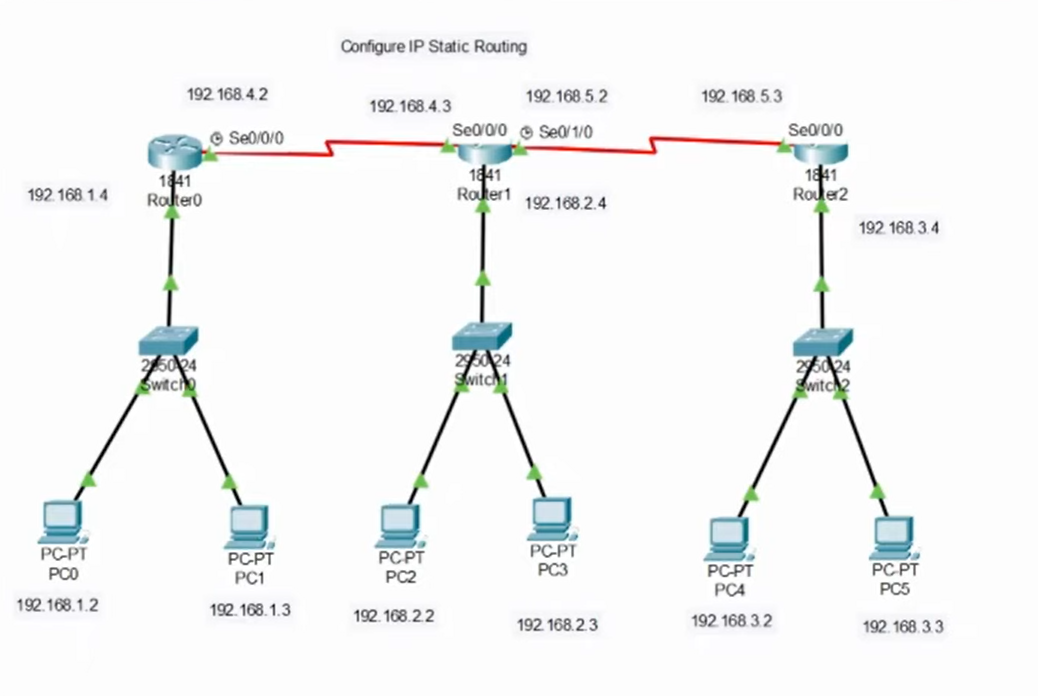 Configure IP Static Routing
192.168.4.2
192.168.4.3
192.168.5.2
192.168.5.3
Se0/0/0
Se0/0/0
Se0/1/0
Se0/0/0
1841
Router0
1841
Router1
1841
Router2
192.168.1.4
192.168.2.4
192.168.3.4
2950-24
Switch0
2950-24
Switch1
2950-24
Switch2
PC-PT
PC0
PC-PT
PC1
PC-PT
PC2
PC-PT
PC3
PC-PT
PC4
PC-PT
PC5
192.168.1.2
192.168.1.3
192.168.2.2
192.168.2.3
192.168.3.2
192.168.3.3